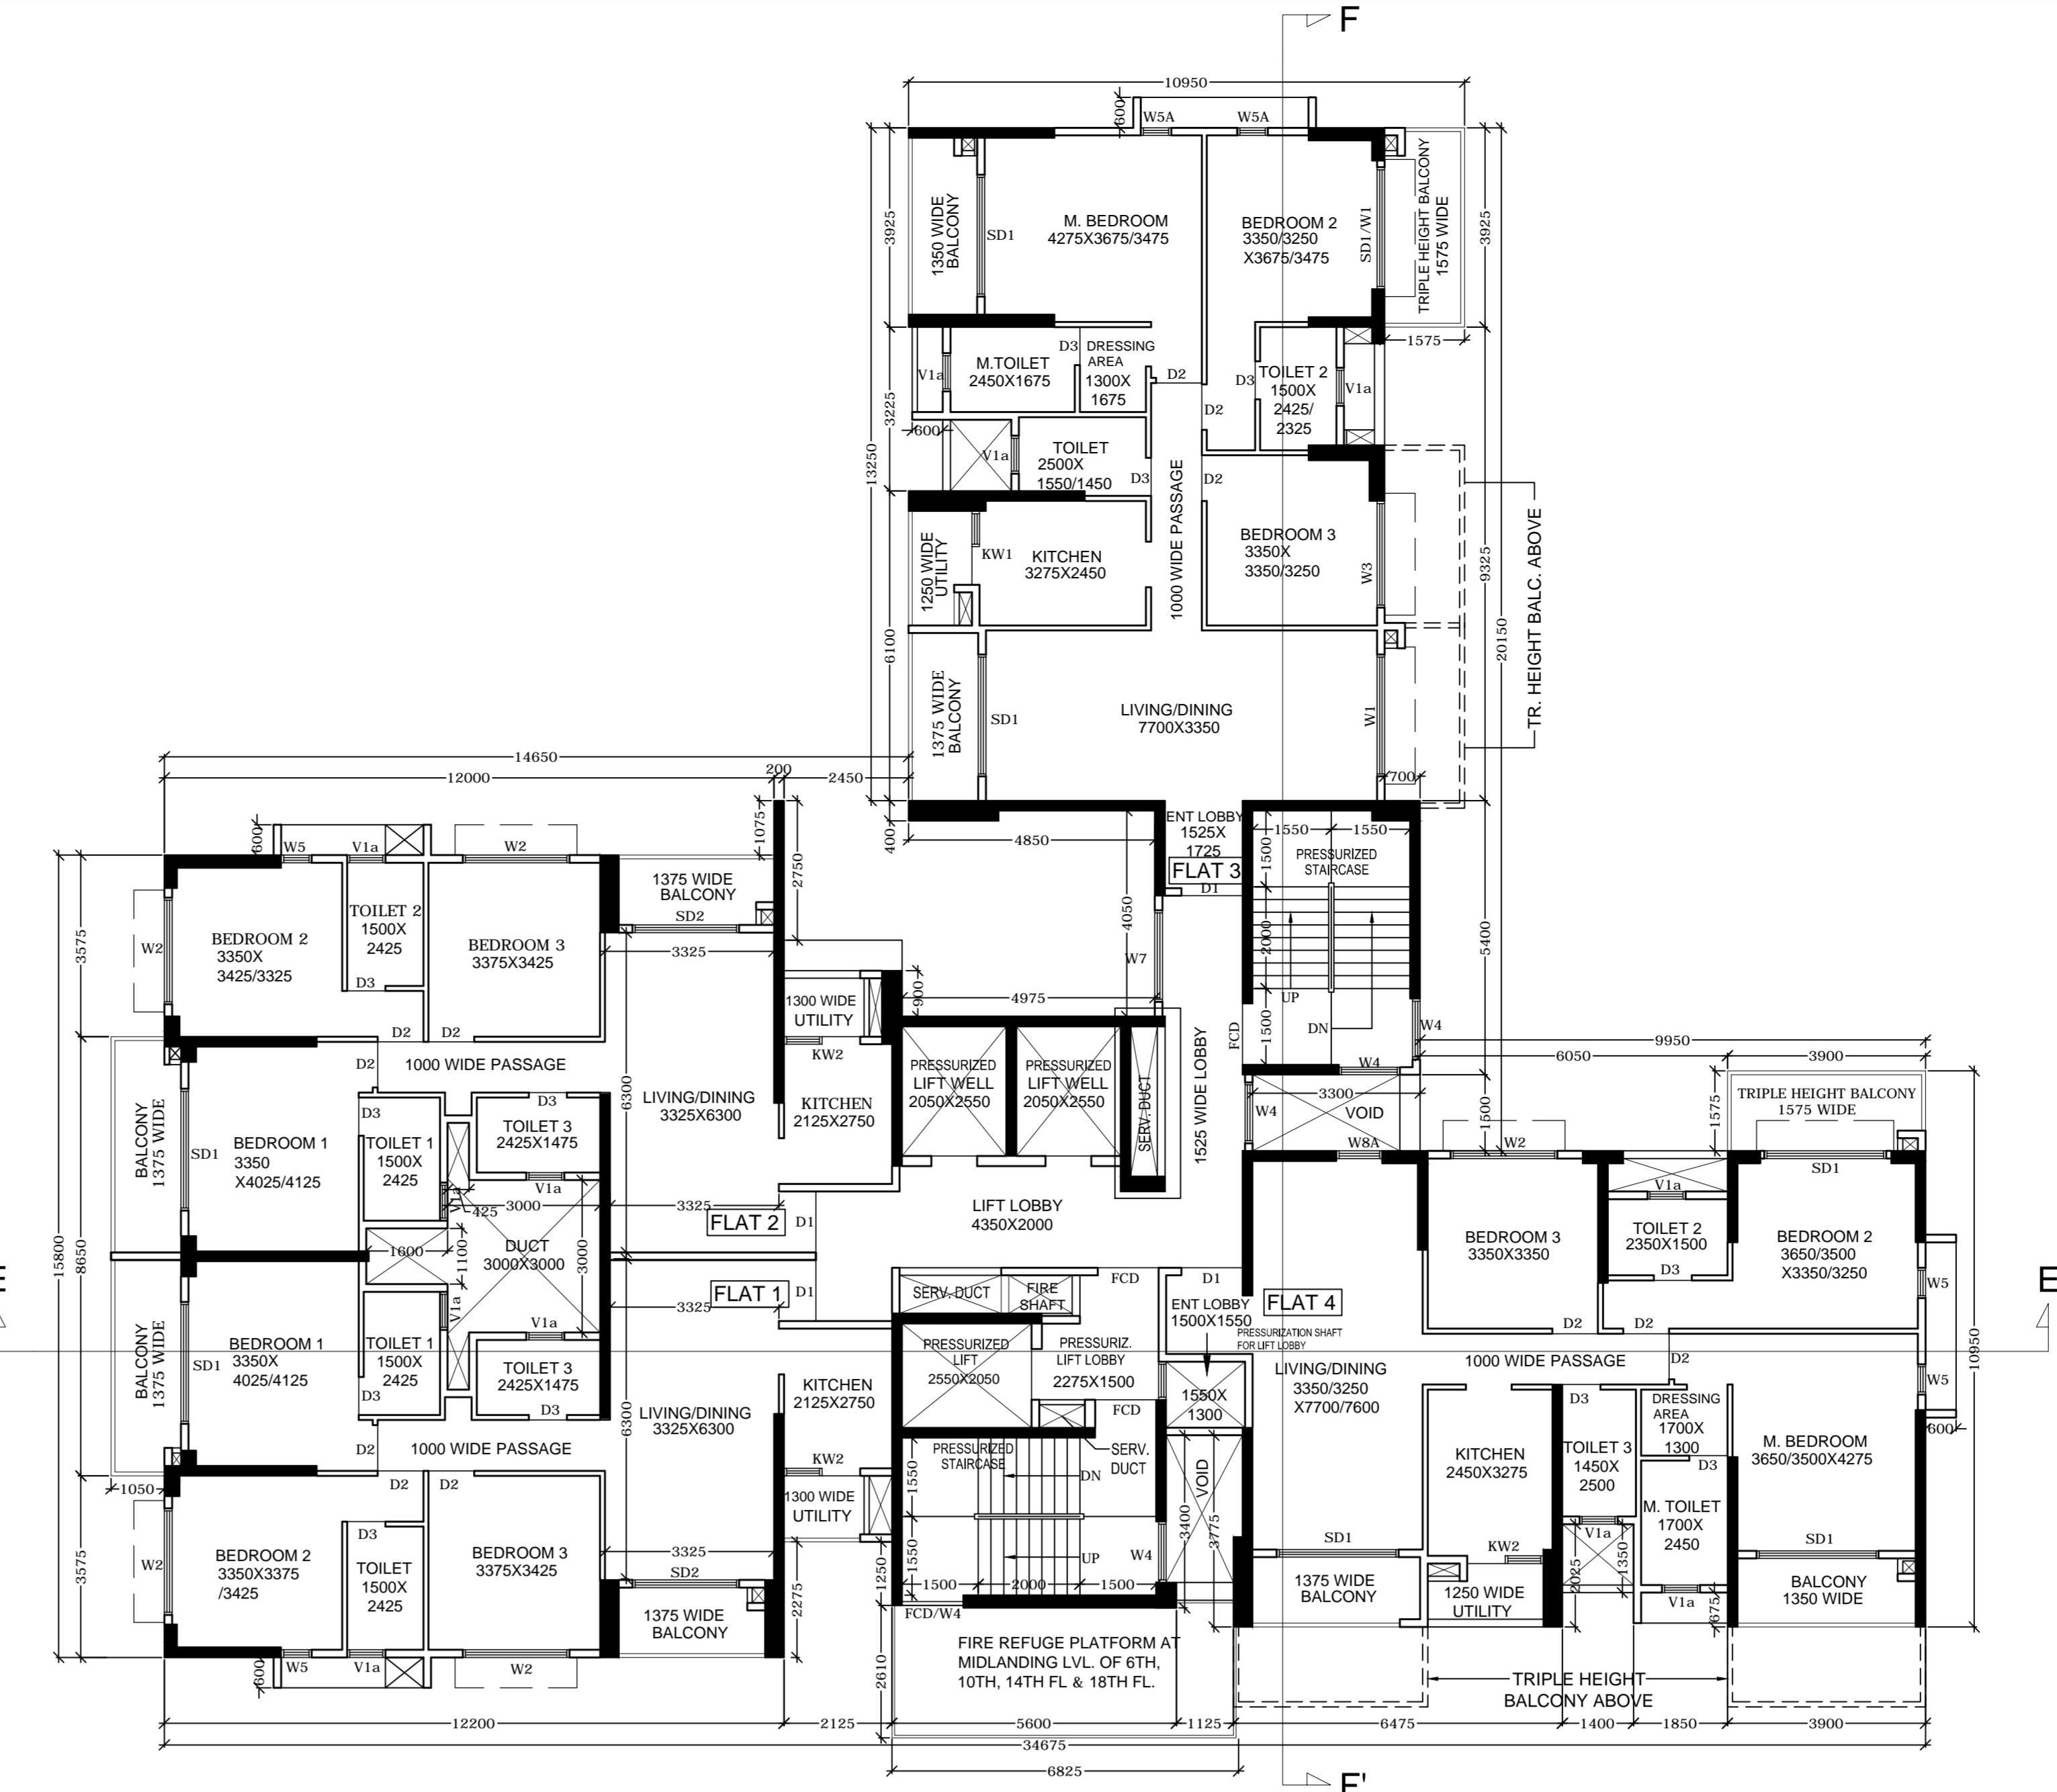 F
10950
600
W5A
W5A
3925
1350 WIDE
BALCONY
SD1
M. BEDROOM
4275X3675/3475
BEDROOM 2
3350/3250
X3675/3475
SD1/W1
TRIPLE HEIGHT BALCONY
1575 WIDE
3925
1575
V1a
M.TOILET
2450X1675
D3
DRESSING
AREA
1300X
1675
D2
D3
TOILET 2
1500X
2425/
2325
V1a
D2
3225
600
13250
V1a
TOILET
2500X
1550/1450
D3
D2
1000 WIDE PASSAGE
1250 WIDE
UTILITY
KW1
KITCHEN
3275X2450
BEDROOM 3
3350X
3350/3250
W3
9325
20150
TR. HEIGHT BALC. ABOVE
6100
1375 WIDE
BALCONY
SD1
LIVING/DINING
7700X3350
W1
700
14650
12000
200
2450
1075
2750
400
4850
ENT LOBBY
1525X
1725
FLAT 3
D1
1550
1550
1500
PRESSURIZED
STAIRCASE
2000
UP
DN
1500
FCD
W4
W4
35400
4050
W7
4975
900
600
W5
V1a
W2
1375 WIDE
BALCONY
SD2
3325
3575
W2
BEDROOM 2
3350X
3425/3325
TOILET 2
1500X
2425
D3
BEDROOM 3
3375X3425
D2
D2
D2
1000 WIDE PASSAGE
1300 WIDE
UTILITY
KW2
PRESSURIZED
LIFT WELL
2050X2550
PRESSURIZED
LIFT WELL
2050X2550
SERV. DUCT
1525 WIDE LOBBY
9950
6050
3900
3300
VOID
W4
W8A
1500
1575
TRIPLE HEIGHT BALCONY
1575 WIDE
W2
SD1
BALCONY
1375 WIDE
SD1
BEDROOM 1
3350
X4025/4125
D3
TOILET 1
1500X
2425
D3
TOILET 3
2425X1475
V1a
V1a
425
3000
6300
LIVING/DINING
3325X6300
KITCHEN
2125X2750
3325
FLAT 2
D1
LIFT LOBBY
4350X2000
15800
8650
1600
1100
DUCT
3000X3000
3000
FLAT 1
D1
3325
BEDROOM 3
3350X3350
V1a
TOILET 2
2350X1500
D3
BEDROOM 2
3650/3500
X3350/3250
W5
E
D2
D2
SERV. DUCT
FIRE
SHAFT
FCD
D1
ENT LOBBY
1500X1550
FLAT 4
PRESSURIZATION SHAFT
FOR LIFT LOBBY
BALCONY
1375 WIDE
SD1
BEDROOM 1
3350X
4025/4125
V1a
TOILET 1
1500X
2425
D3
V1a
TOILET 3
2425X1475
D3
D2
1000 WIDE PASSAGE
6300
LIVING/DINING
3325X6300
KITCHEN
2125X2750
PRESSURIZED
LIFT
2550X2050
PRESSURIZ.
LIFT LOBBY
2275X1500
FCD
1550X
1300
LIVING/DINING
3350/3250
X7700/7600
1000 WIDE PASSAGE
D2
W5
600
10950
D3
DRESSING
AREA
1700X
1300
D3
M. BEDROOM
3650/3500X4275
KITCHEN
2450X3275
TOILET 3
1450X
2500
M. TOILET
1700X
2450
V1a
V1a
SD1
KW2
SD1
1375 WIDE
BALCONY
1250 WIDE
UTILITY
2025
1350
675
BALCONY
1350 WIDE
PRESSURIZED
STAIRCASE
SERV.
DUCT
DN
UP
1550
1550
1500
2000
1500
W4
FCD/W4
VOID
3400
3775
1050
3575
W2
D2
D2
D3
BEDROOM 2
3350X3375
/3425
TOILET
1500X
2425
BEDROOM 3
3375X3425
3325
SD2
1375 WIDE
BALCONY
KW2
1300 WIDE
UTILITY
2275
1250
2610
600
W5
V1a
W2
FIRE REFUGE PLATFORM AT
MIDLANDING LVL. OF 6TH,
10TH, 14TH FL & 18TH FL.
TRIPLE HEIGHT
BALCONY ABOVE
12200
2125
5600
1125
6475
1400
1850
3900
34675
6825
F'